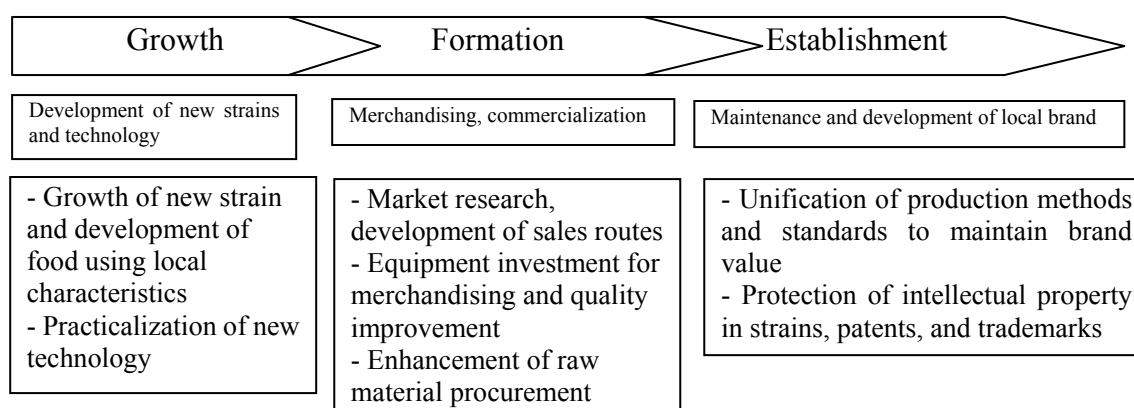 Growth
Formation
Establishment
Development of new strains
and technology
Merchandising, commercialization
Maintenance and development of local brand
- Growth of new strain
and development of
food using local
characteristics
- Practicalization of new
technology
- Market research,
development of sales routes
- Equipment investment for
merchandising and quality
improvement
- Enhancement of raw
material procurement
- Unification of production methods
and standards to maintain brand
value
- Protection of intellectual property
in strains, patents, and trademarks